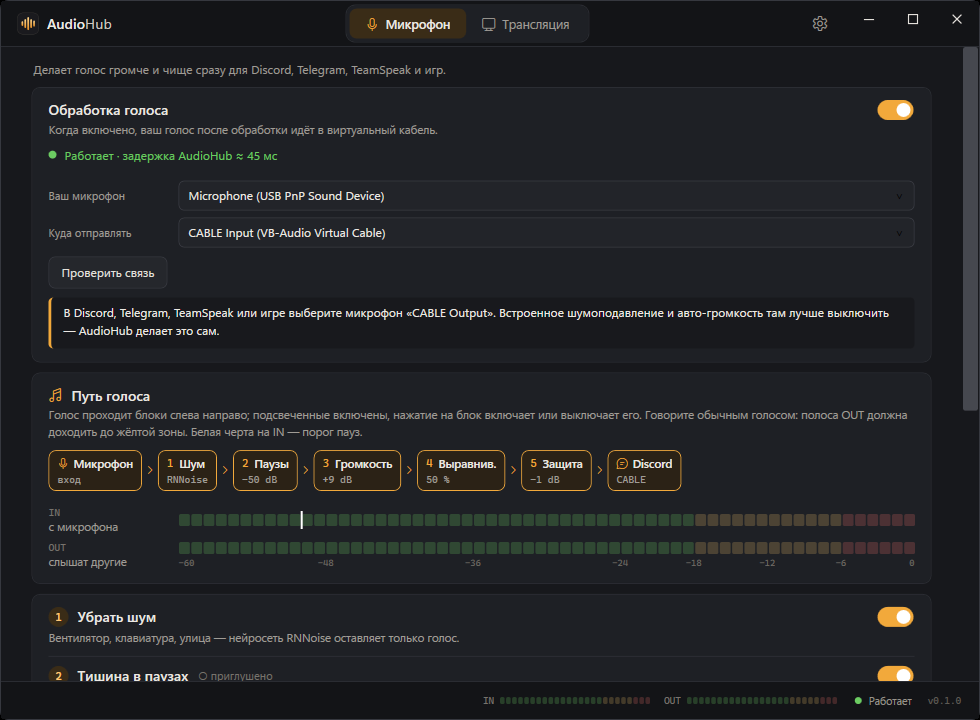 AudioHub
Микрофон
Трансляция
Делает голос громче и чище сразу для Discord, Telegram, TeamSpeak и игр.
Обработка голоса
Когда включено, ваш голос после обработки идёт в виртуальный кабель.
Работает · задержка AudioHub ≈ 45 мс
Ваш микрофон
Microphone (USB PnP Sound Device)
Куда отправлять
CABLE Input (VB-Audio Virtual Cable)
Проверить связь
В Discord, Telegram, TeamSpeak или игре выберите микрофон «CABLE Output». Встроенное шумоподавление и авто-громкость там лучше выключить
— AudioHub делает это сам.
Путь голоса
Голос проходит блоки слева направо; подсвеченные включены, нажатие на блок включает или выключает его. Говорите обычным голосом: полоса OUT должна
доходить до жёлтой зоны. Белая черта на IN — порог пауз.
Микрофон
вход
1 Шум
RNNoise
2 Паузы
−50 dB
3 Громкость
+9 dB
4 Выравнив.
50 %
5 Защита
−1 dB
Discord
CABLE
IN
с микрофона
OUT
слышат другие
−60 −48 −36 −24 −18 −12 −6 0
1 Убрать шум
Вентилятор, клавиатура, улица — нейросеть RNNoise оставляет только голос.
2 Тишина в паузах
приглушено
IN
OUT
Работает
v0.1.0